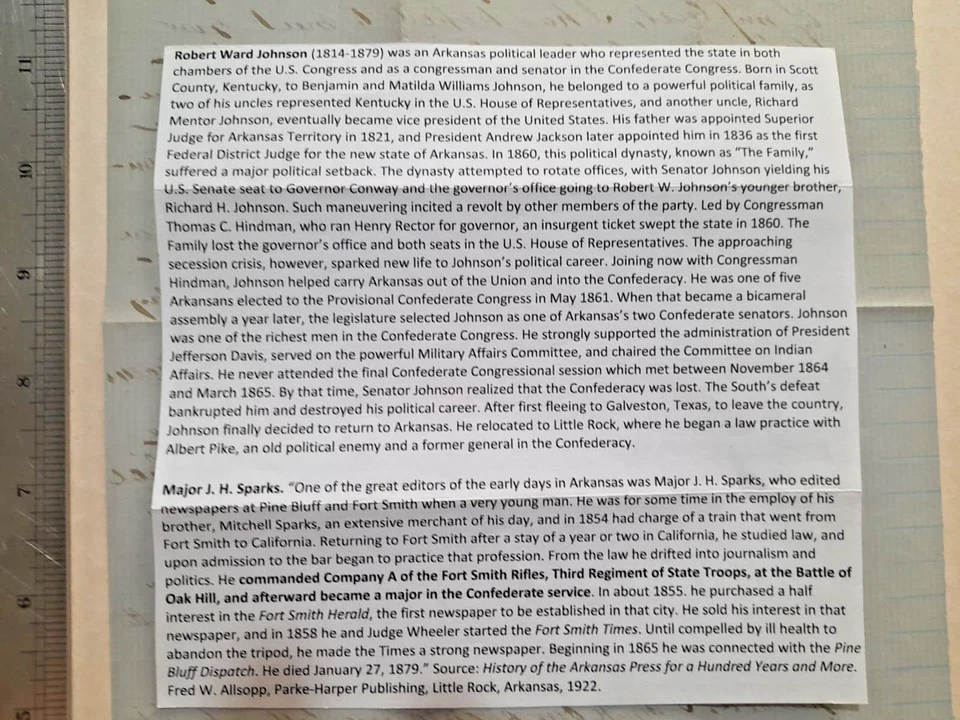 Robert Ward Johnson (1814-1879) was an Arkansas political leader who represented the state in both
chambers of the U.S. Congress and as a congressman and senator in the Confederate Congress. Born in Scott
County, Kentucky, to Benjamin and Matilda Williams Johnson, he belonged to a powerful political family, as
two of his uncles represented Kentucky in the U.S. House of Representatives, and another uncle, Richard
Mentor Johnson, eventually became vice president of the United States. His father was appointed Superior
Judge for Arkansas Territory in 1821, and President Andrew Jackson later appointed him in 1836 as the first
Federal District Judge for the new state of Arkansas. In 1860, this political dynasty, known as “The Family,”
suffered a major political setback. The dynasty attempted to rotate offices, with Senator Johnson yielding his
U.S. Senate seat to Governor Conway and the governor’s office going to Robert W. Johnson’s younger brother,
Richard H. Johnson. Such maneuvering incited a revolt by other members of the party. Led by Congressman
Thomas C. Hindman, who ran Henry Rector for governor, an insurgent ticket swept the state in 1860. The
Family lost the governor’s office and both seats in the U.S. House of Representatives. The approaching
secession crisis, however, sparked new life to Johnson’s political career. Joining now with Congressman
Hindman, Johnson helped carry Arkansas out of the Union and into the Confederacy. He was one of five
Arkansans elected to the Provisional Confederate Congress in May 1861. When that became a bicameral
assembly a year later, the legislature selected Johnson as one of Arkansas’s two Confederate senators. Johnson
was one of the richest men in the Confederate Congress. He strongly supported the administration of President
Jefferson Davis, served on the powerful Military Affairs Committee, and chaired the Committee on Indian
Affairs. He never attended the final Confederate Congressional session which met between November 1864
and March 1865. By that time, Senator Johnson realized that the Confederacy was lost. The South’s defeat
bankrupted him and destroyed his political career. After first fleeing to Galveston, Texas, to leave the country,
Johnson finally decided to return to Arkansas. He relocated to Little Rock, where he began a law practice with
Albert Pike, an old political enemy and a former general in the Confederacy.
Major J. H. Sparks. “One of the great editors of the early days in Arkansas was Major J. H. Sparks, who edited
newspapers at Pine Bluff and Fort Smith when a very young man. He was for some time in the employ of his
brother, Mitchell Sparks, an extensive merchant of his day, and in 1854 had charge of a train that went from
Fort Smith to California. Returning to Fort Smith after a stay of a year or two in California, he studied law, and
upon admission to the bar began to practice that profession. From the law he drifted into journalism and
politics. He commanded Company A of the Fort Smith Rifles, Third Regiment of State Troops, at the Battle of
Oak Hill, and afterward became a major in the Confederate service. In about 1855. he purchased a half
interest in the Fort Smith Herald, the first newspaper to be established in that city. He sold his interest in that
newspaper, and in 1858 he and Judge Wheeler started the Fort Smith Times. Until compelled by ill health to
abandon the tripod, he made the Times a strong newspaper. Beginning in 1865 he was connected with the Pine
Bluff Dispatch. He died January 27, 1879.” Source: History of the Arkansas Press for a Hundred Years and More.
Fred W. Allsopp, Parke-Harper Publishing, Little Rock, Arkansas, 1922.
11
10
9
8
7
6
5